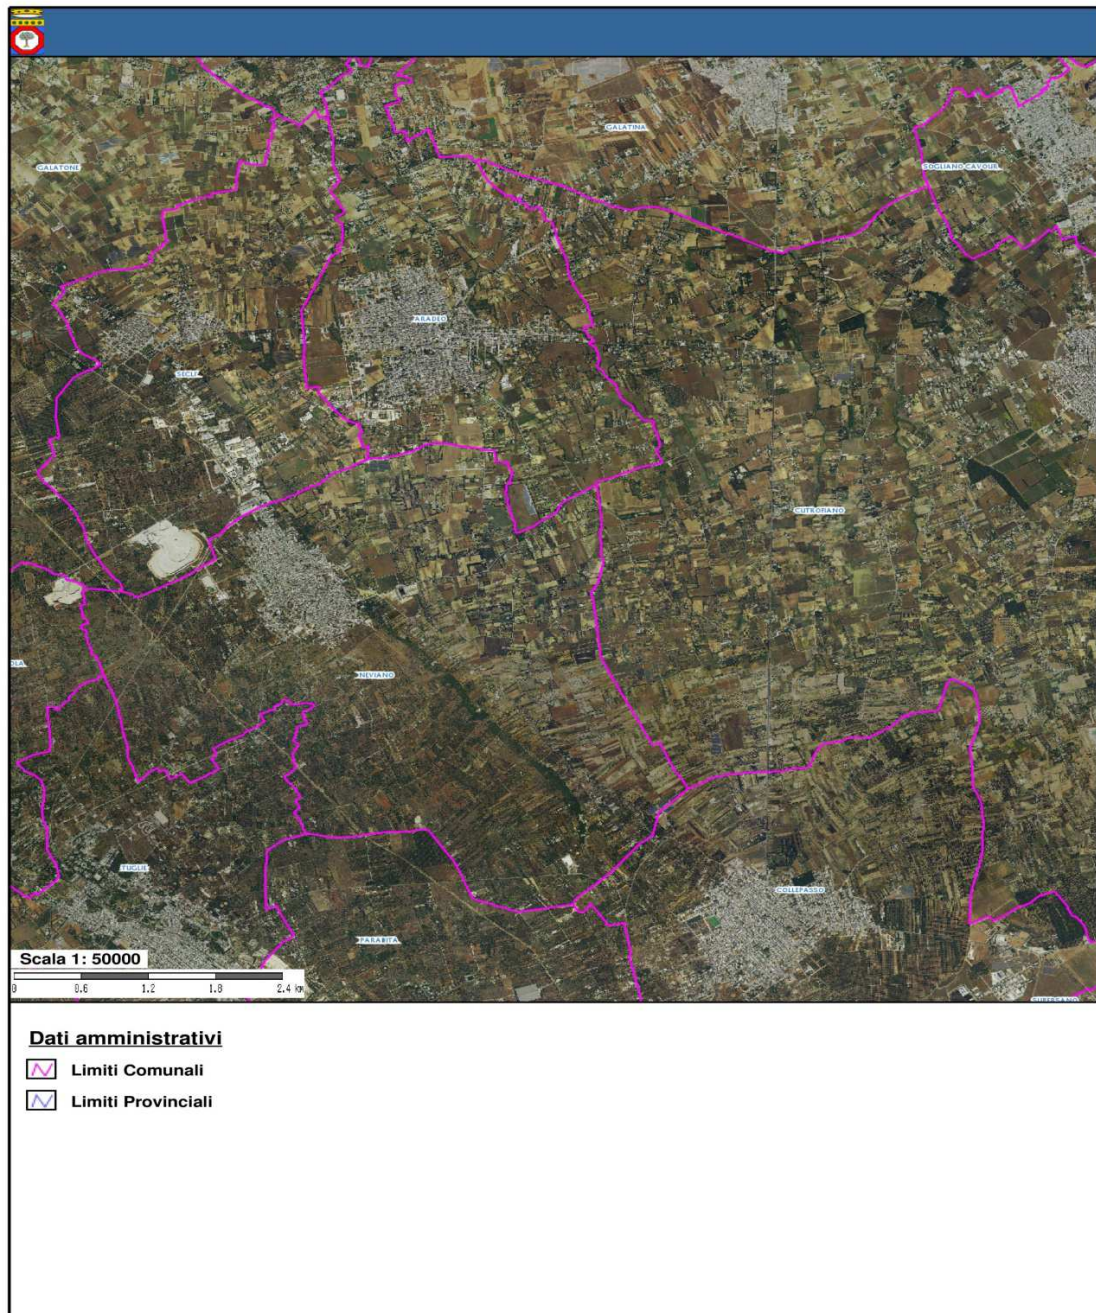 GALATINA
GALATONE
SOGLIANO CAVOUR
ARADEO
SECLI'
CUTROFIANO
OLA
NEVIANO
TUGLIE
COLLEPASSO
PARABITA
Scala 1: 50000
0 0.6 1.2 1.8 2.4 km
Dati amministrativi
Limiti Comunali
Limiti Provinciali